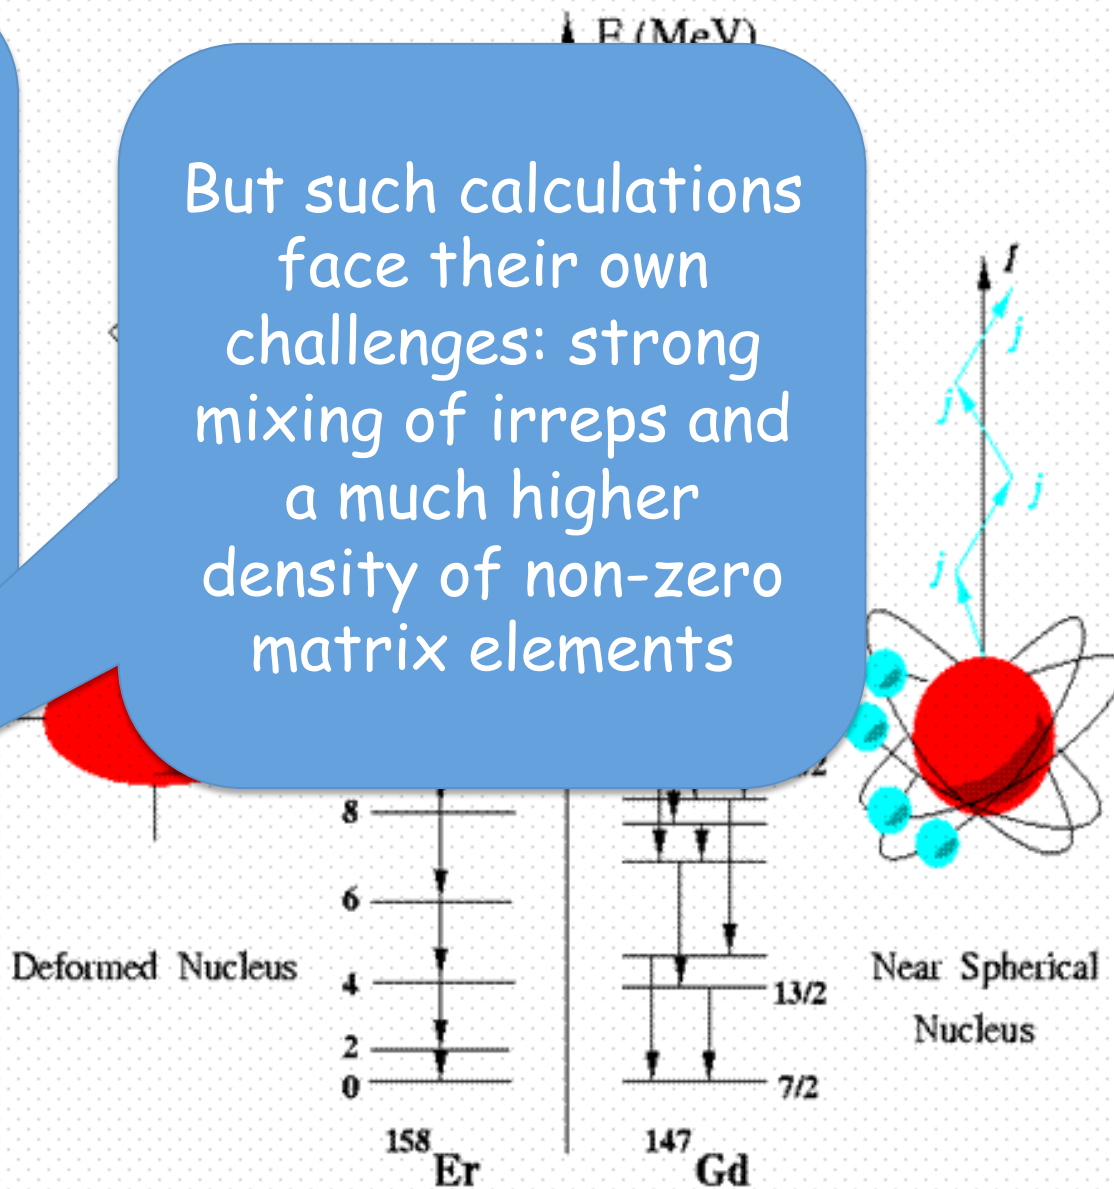 E (MeV)
But such calculations
face their own
challenges: strong
mixing of irreps and
a much higher
density of non-zero
matrix elements
I
j
j
j
j
8
6
Deformed Nucleus
4
2
0
13/2
7/2
Near Spherical
Nucleus
158 Er
147 Gd